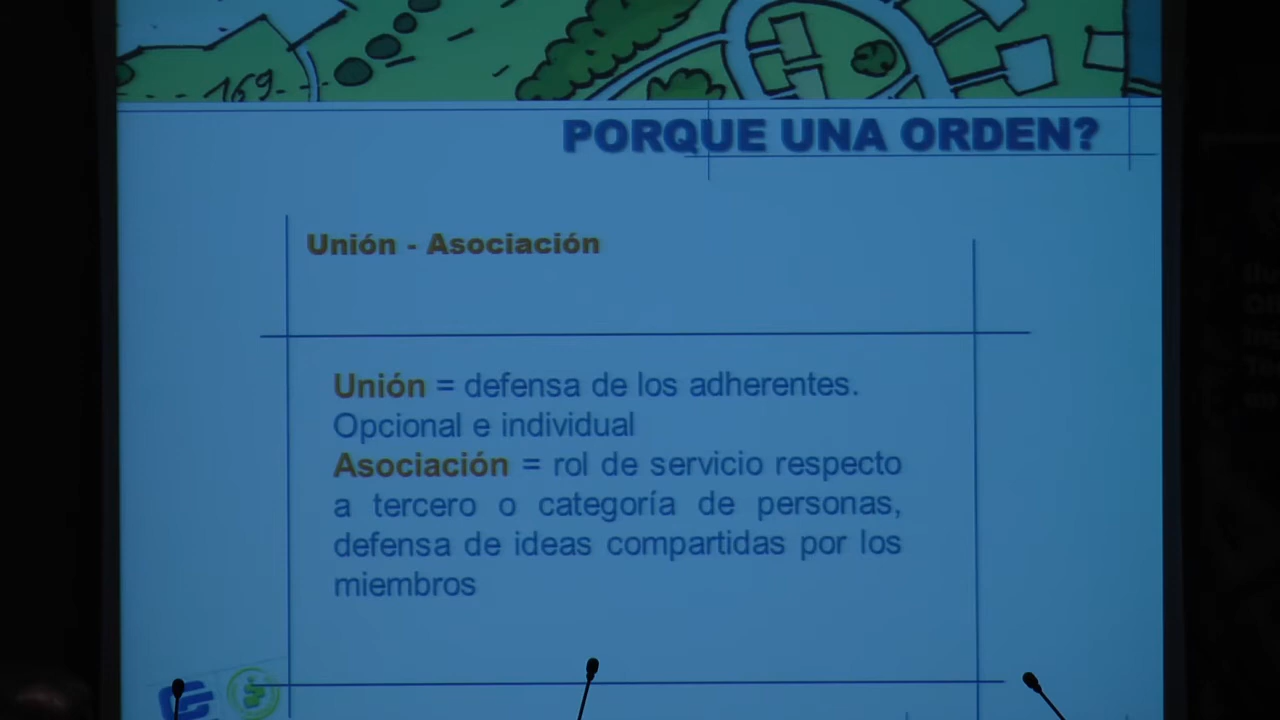 169
PORQUE UNA ORDEN?
Unión - Asociación
Unión = defensa de los adherentes.
Opcional e individual
Asociación = rol de servicio respecto
a tercero o categoría de personas,
defensa de ideas compartidas por los
miembros